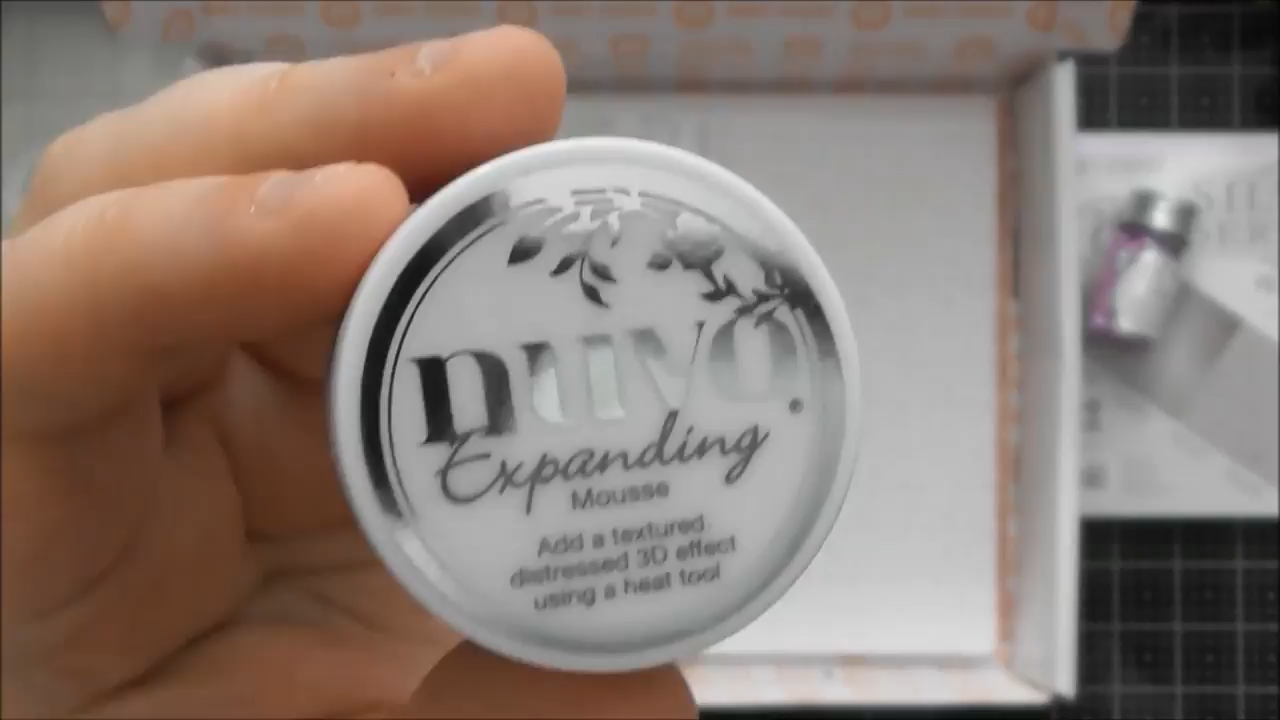 nuvo
Expanding
Mousse
Add a textured,
distressed 3D effect
using a heat tool